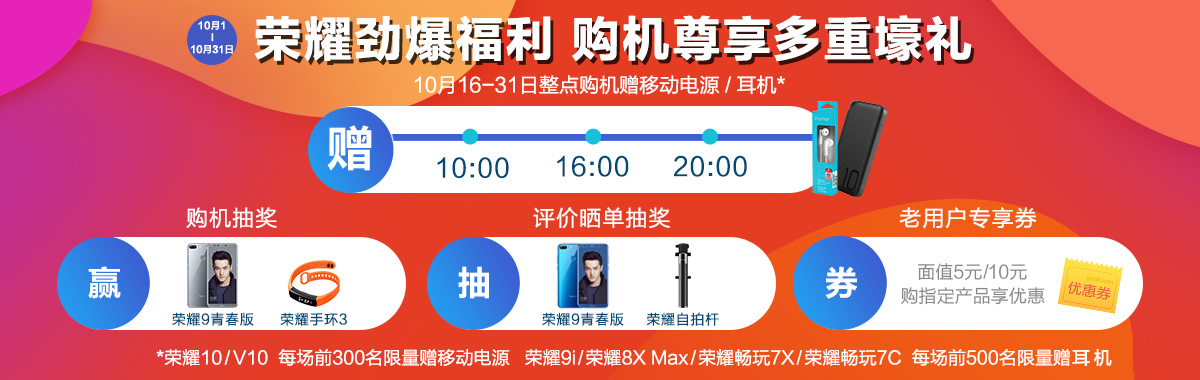 10月1
10月31日
荣耀劲爆福利 购机尊享多重壕礼
10月16-31日整点购机赠移动电源 / 耳机*
赠
10:00 16:00 20:00
honor
10
购机抽奖 评价晒单抽奖 老用户专享券
赢
荣耀9青春版 荣耀手环3
抽
荣耀9青春版 荣耀自拍杆
券
面值5元/10元
购指定产品享优惠
优惠券
*荣耀10/V10 每场前300名限量赠移动电源 荣耀9i/荣耀8X Max/荣耀畅玩7X/荣耀畅玩7C 每场前500名限量赠耳机